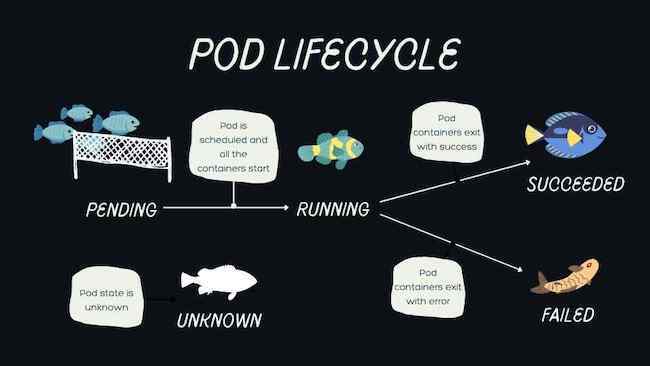 POD LIFECYCLE
Pod is
scheduled and
all the
containers start
Pod
containers exit
with success
PENDING
RUNNING
SUCCEEDED
Pod state is
unknown
UNKNOWN
Pod
containers exit
with error
FAILED